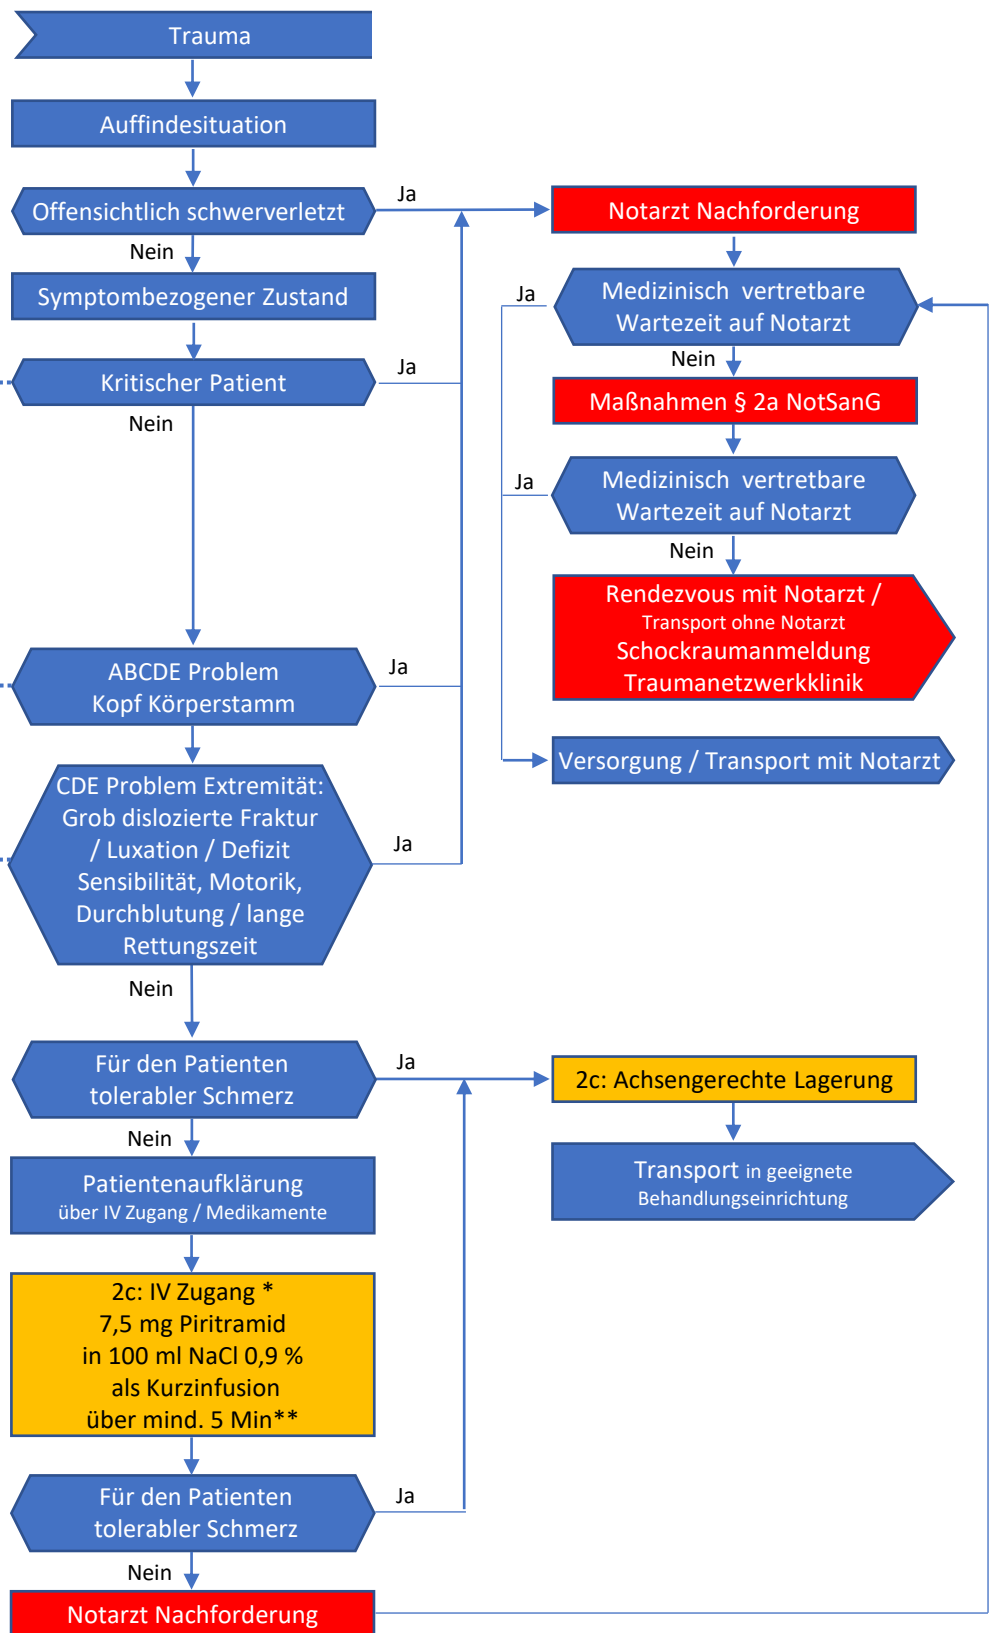 Trauma
Auffindesituation
Offensichtlich schwerverletzt
Ja
Nein
Symptombezogener Zustand
Kritischer Patient
Ja
Nein
ABCDE Problem
Kopf Körperstamm
Ja
CDE Problem Extremität:
Grob dislozierte Fraktur
/ Luxation / Defizit
Sensibilität, Motorik,
Durchblutung / lange
Rettungszeit
Ja
Nein
Für den Patienten
tolerabler Schmerz
Ja
Nein
Patientenaufklärung
über IV Zugang / Medikamente
2c: IV Zugang *
7,5 mg Piritramid
in 100 ml NaCl 0,9 %
als Kurzinfusion
über mind. 5 Min**
Für den Patienten
tolerabler Schmerz
Ja
Nein
Notarzt Nachforderung
Notarzt Nachforderung
Medizinisch vertretbare
Wartezeit auf Notarzt
Ja
Nein
Maßnahmen § 2a NotSanG
Medizinisch vertretbare
Wartezeit auf Notarzt
Ja
Nein
Rendezvous mit Notarzt /
Transport ohne Notarzt
Schockraumanmeldung
Traumanetzwerkklinik
Versorgung / Transport mit Notarzt
2c: Achsengerechte Lagerung
Transport in geeignete
Behandlungseinrichtung